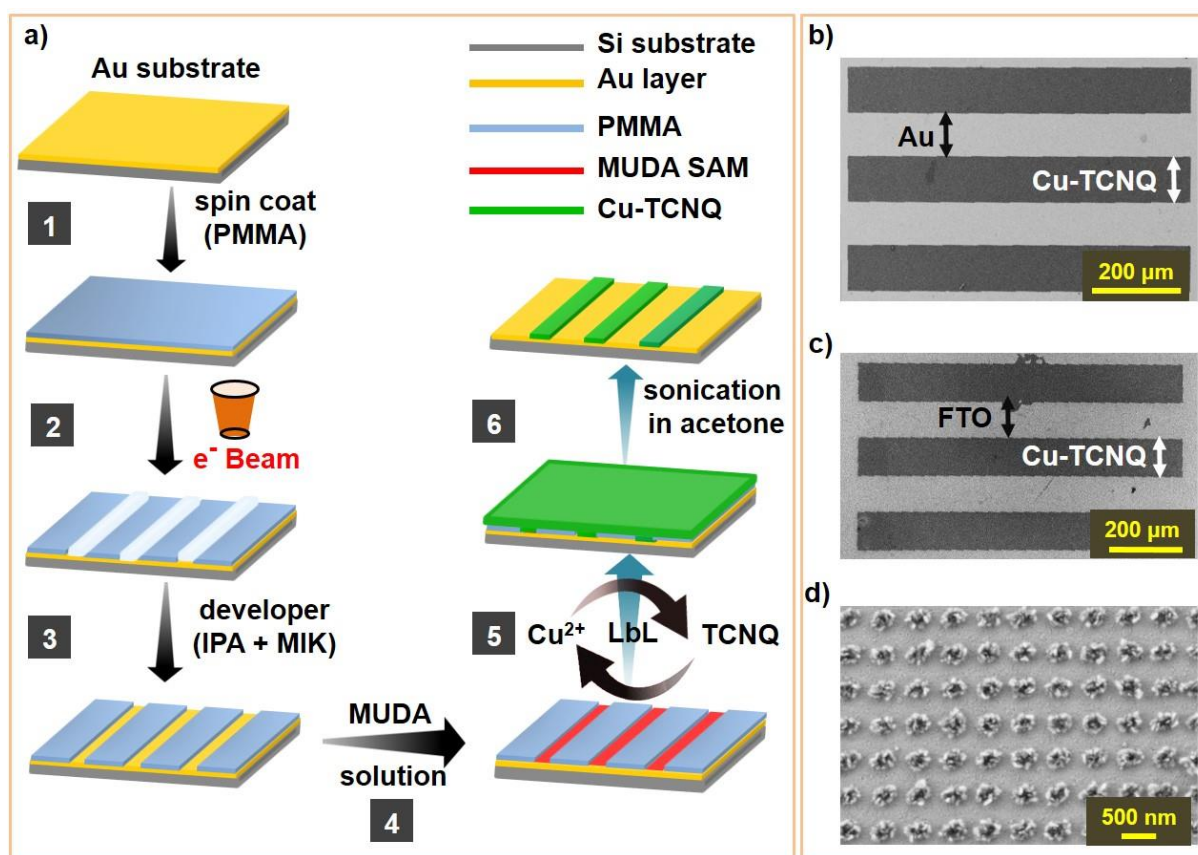 a)
Au substrate
Si substrate
Au layer
PMMA
MUDA SAM
Cu-TCNQ
1
spin coat
(PMMA)
2
e⁻ Beam
3
developer
(IPA + MIK)
MUDA
solution
4
5
Cu²⁺
LbL
TCNQ
6
sonication
in acetone
b)
Au
Cu-TCNQ
200 µm
c)
FTO
Cu-TCNQ
200 µm
d)
500 nm